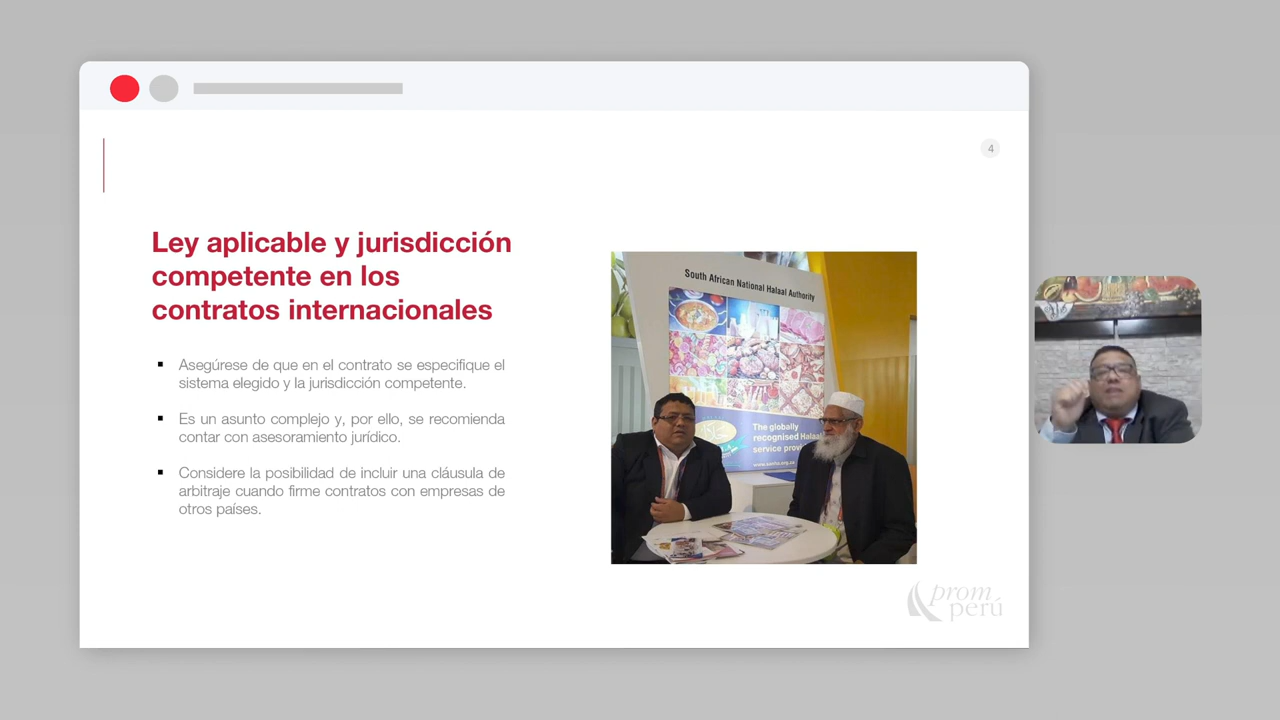 4
Ley aplicable y jurisdicción
competente en los
contratos internacionales
Asegúrese de que en el contrato se especifique el
sistema elegido y la jurisdicción competente.
Es un asunto complejo y, por ello, se recomienda
contar con asesoramiento jurídico.
Considere la posibilidad de incluir una cláusula de
arbitraje cuando firme contratos con empresas de
otros países.
South African National Halaal Authority
The globally
recognised Halaal
service prov
prom
perú